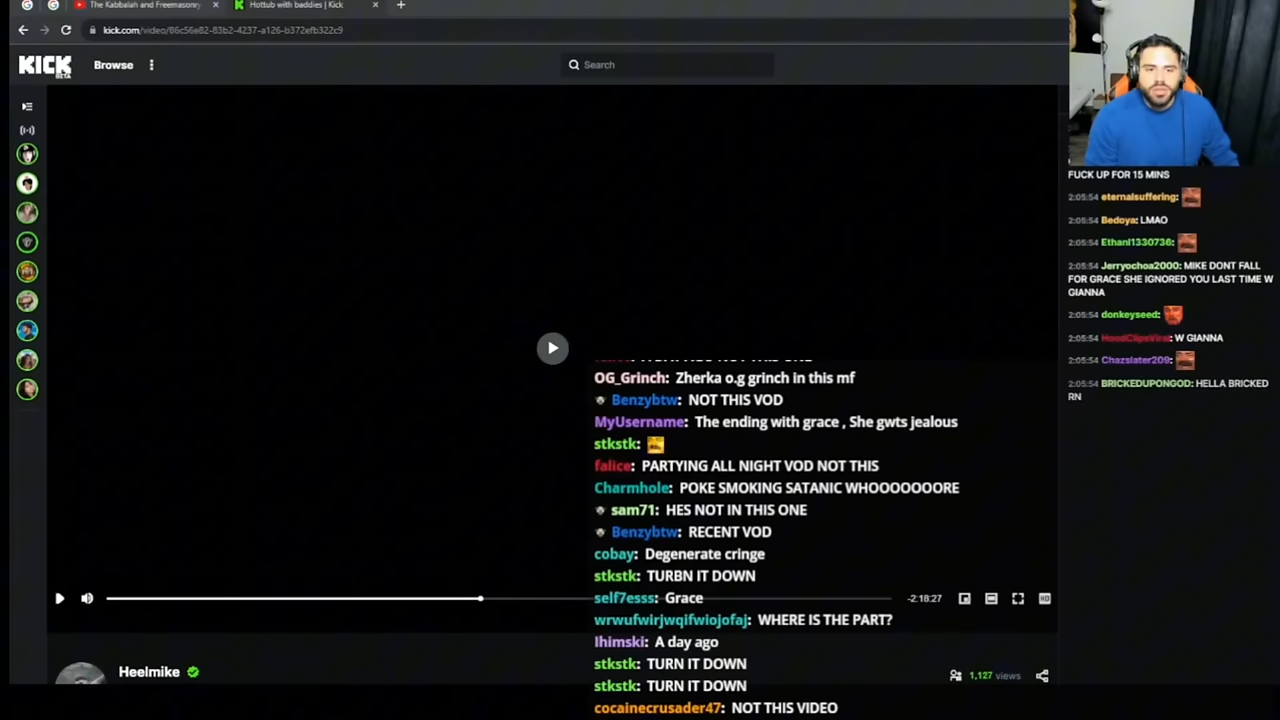 The Kabbalah and Freemasonry
Hottub with baddies | Kick
kick.com/video/86c56e82-83b2-4237-a126-b372efb322c9
KICK
BETA
Browse
Search
FUCK UP FOR 15 MINS
2:05:54 eternalsuffering:
2:05:54 Bedoya: LMAO
2:05:54 Ethanl1330736:
2:05:54 Jerryochoa2000: MIKE DONT FALL
FOR GRACE SHE IGNORED YOU LAST TIME W
GIANNA
2:05:54 donkeyseed:
2:05:54 HoodClipsViral: W GIANNA
2:05:54 Chazslater209:
2:05:54 BRICKEDUPONGOD: HELLA BRICKED
RN
OG_Grinch: Zherka o.g grinch in this mf
Benzybtw: NOT THIS VOD
MyUsername: The ending with grace , She gwts jealous
stkstk:
falice: PARTYING ALL NIGHT VOD NOT THIS
Charmhole: POKE SMOKING SATANIC WHOOOOOOORE
sam71: HES NOT IN THIS ONE
Benzybtw: RECENT VOD
cobay: Degenerate cringe
stkstk: TURBN IT DOWN
self7esss: Grace
wrwufwirjwqifwiojofaj: WHERE IS THE PART?
Ihimski: A day ago
stkstk: TURN IT DOWN
stkstk: TURN IT DOWN
cocainecrusader47: NOT THIS VIDEO
-2:18:27
HD
Heelmike
1,127 views